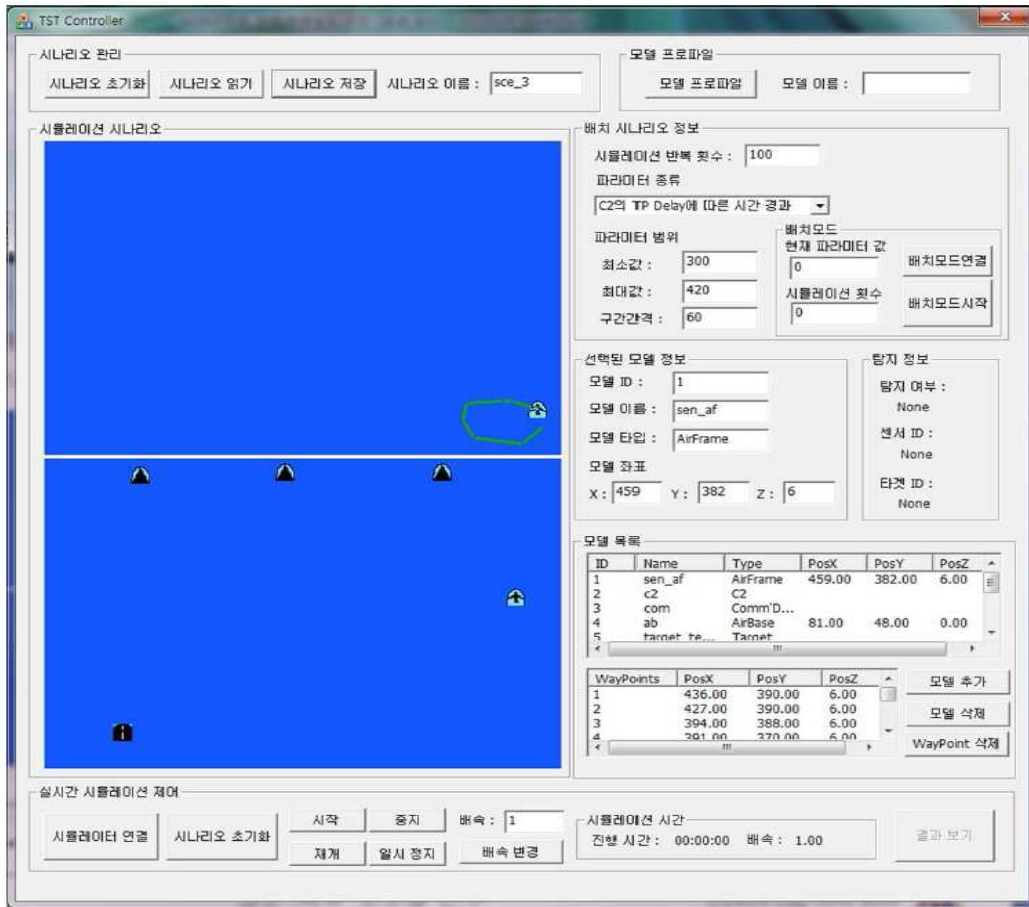 TST Controller
시나리오 관리
시나리오 초기화 시나리오 읽기 시나리오 저장 시나리오 이름 : sce_3
모델 프로파일
모델 프로파일 모델 이름 :
시뮬레이션 시나리오
배치 시나리오 정보
시뮬레이션 반복 횟수 : 100
파라미터 종류
C2의 TP Delay에 따른 시간 경과
파라미터 범위
최소값 : 300
최대값 : 420
구간간격 : 60
배치모드
현재 파라미터 값
0
배치모드연결
시뮬레이션 횟수
0
배치모드시작
선택된 모델 정보
모델 ID : 1
모델 이름 : sen_af
모델 타입 : AirFrame
모델 좌표
X : 459 Y : 382 Z : 6
탐지 정보
탐지 여부 :
None
센서 ID :
None
타겟 ID :
None
모델 목록
ID Name Type PosX PosY PosZ
1 sen_af AirFrame 459.00 382.00 6.00
2 c2 C2
3 com Comm'D...
4 ab AirBase 81.00 48.00 0.00
5 target_te... Target
WayPoints PosX PosY PosZ
1 436.00 390.00 6.00
2 427.00 390.00 6.00
3 394.00 388.00 6.00
4 391.00 370.00 6.00
모델 추가
모델 삭제
WayPoint 삭제
실시간 시뮬레이션 제어
시뮬레이터 연결 시나리오 초기화
시작 중지 배속 : 1
재개 일시 정지 배속 변경
시뮬레이션 시간
진행 시간 : 00:00:00 배속 : 1.00
결과 보기